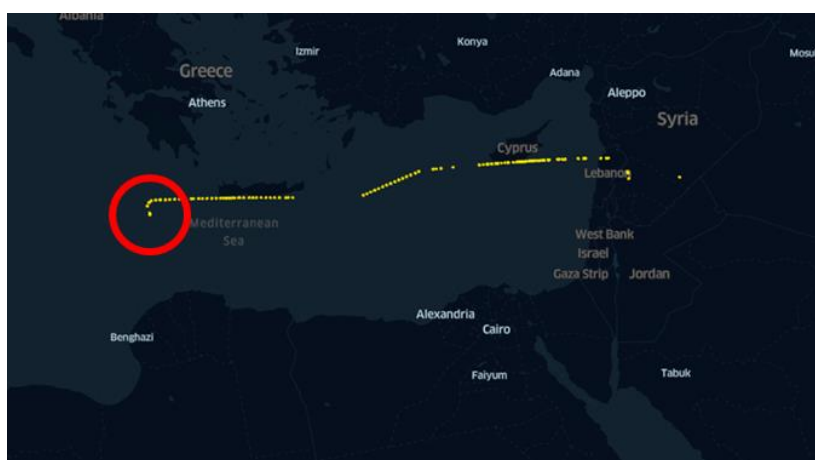 Albania
Konya
Izmir
Mosu
Greece
Adana
Aleppo
Athens
Syria
Cyprus
Lebanon
Mediterranean
Sea
West Bank
Israel
Gaza Strip
Jordan
Alexandria
Cairo
Benghazi
Faiyum
Tabuk